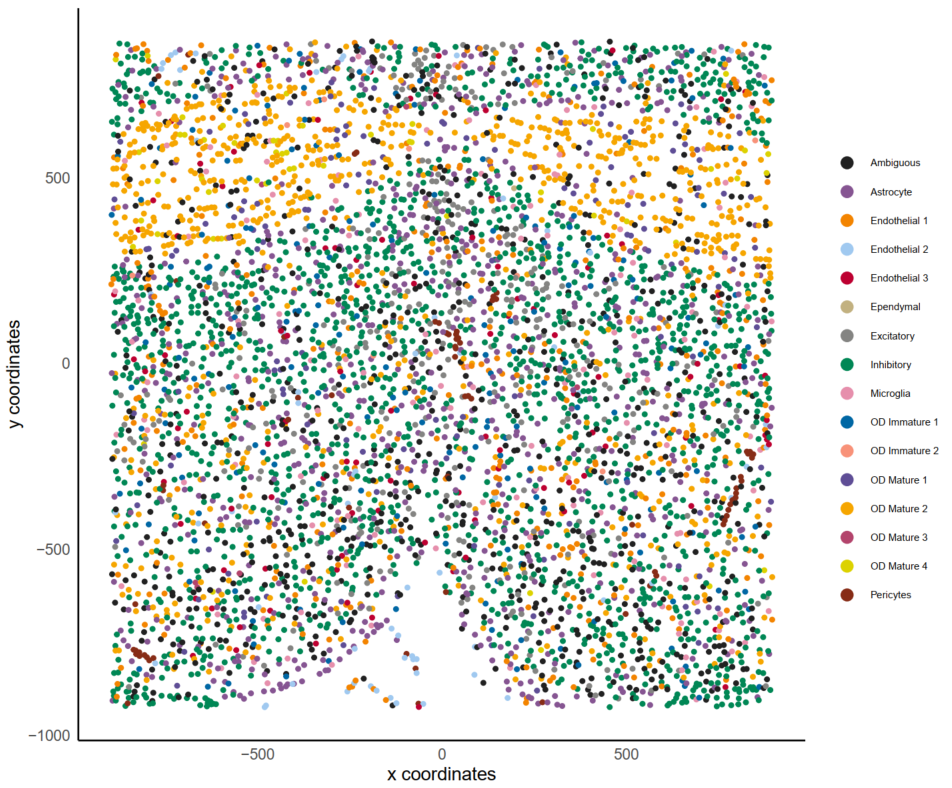 y coordinates
500
0
−500
−1000
−500
0
500
x coordinates
Ambiguous
Astrocyte
Endothelial 1
Endothelial 2
Endothelial 3
Ependymal
Excitatory
Inhibitory
Microglia
OD Immature 1
OD Immature 2
OD Mature 1
OD Mature 2
OD Mature 3
OD Mature 4
Pericytes